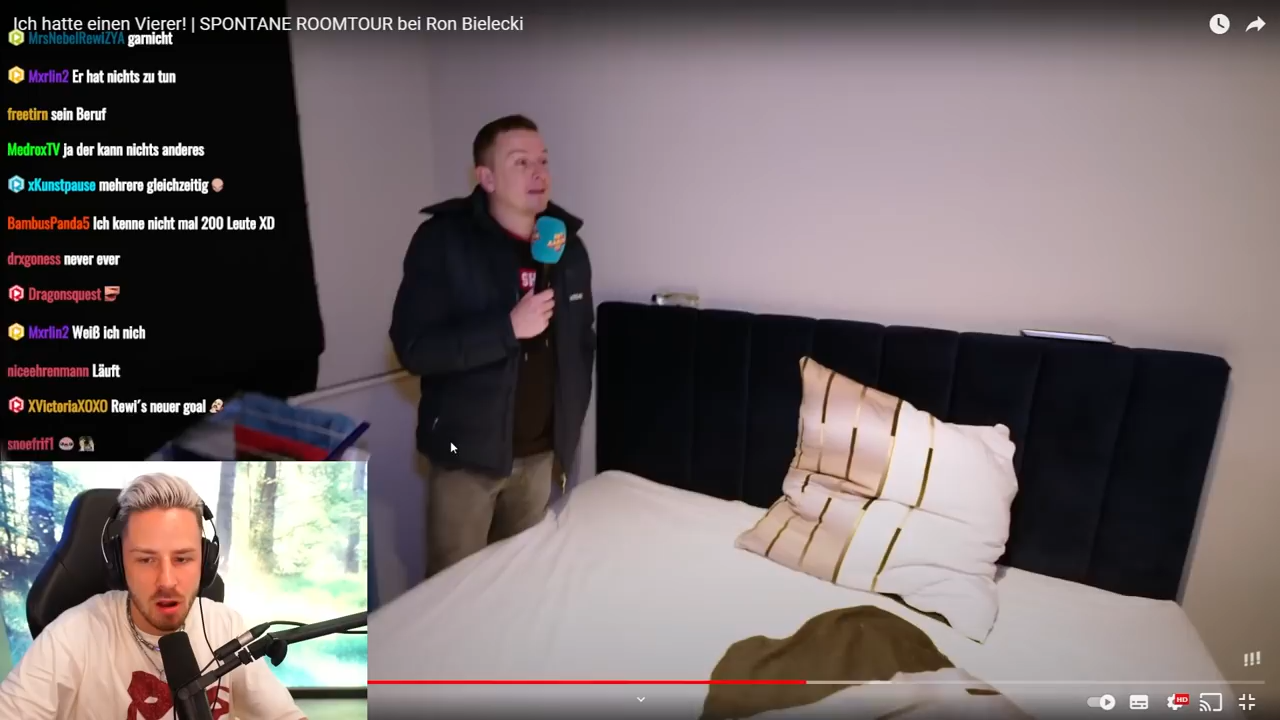 Ich hatte einen Vierer! | SPONTANE ROOMTOUR bei Ron Bielecki
MrsNebelRewiZYA garnicht
Mxrlin2 Er hat nichts zu tun
freetirn sein Beruf
MedroxTV ja der kann nichts anderes
xKunstpause mehrere gleichzeitig
BambusPanda5 Ich kenne nicht mal 200 Leute XD
drxgoness never ever
Dragonsquest
Mxrlin2 Weiß ich nich
niceehrenmann Läuft
XVictoriaXOXO Rewi´s neuer goal
snoefrif1
SH
!!!
HD